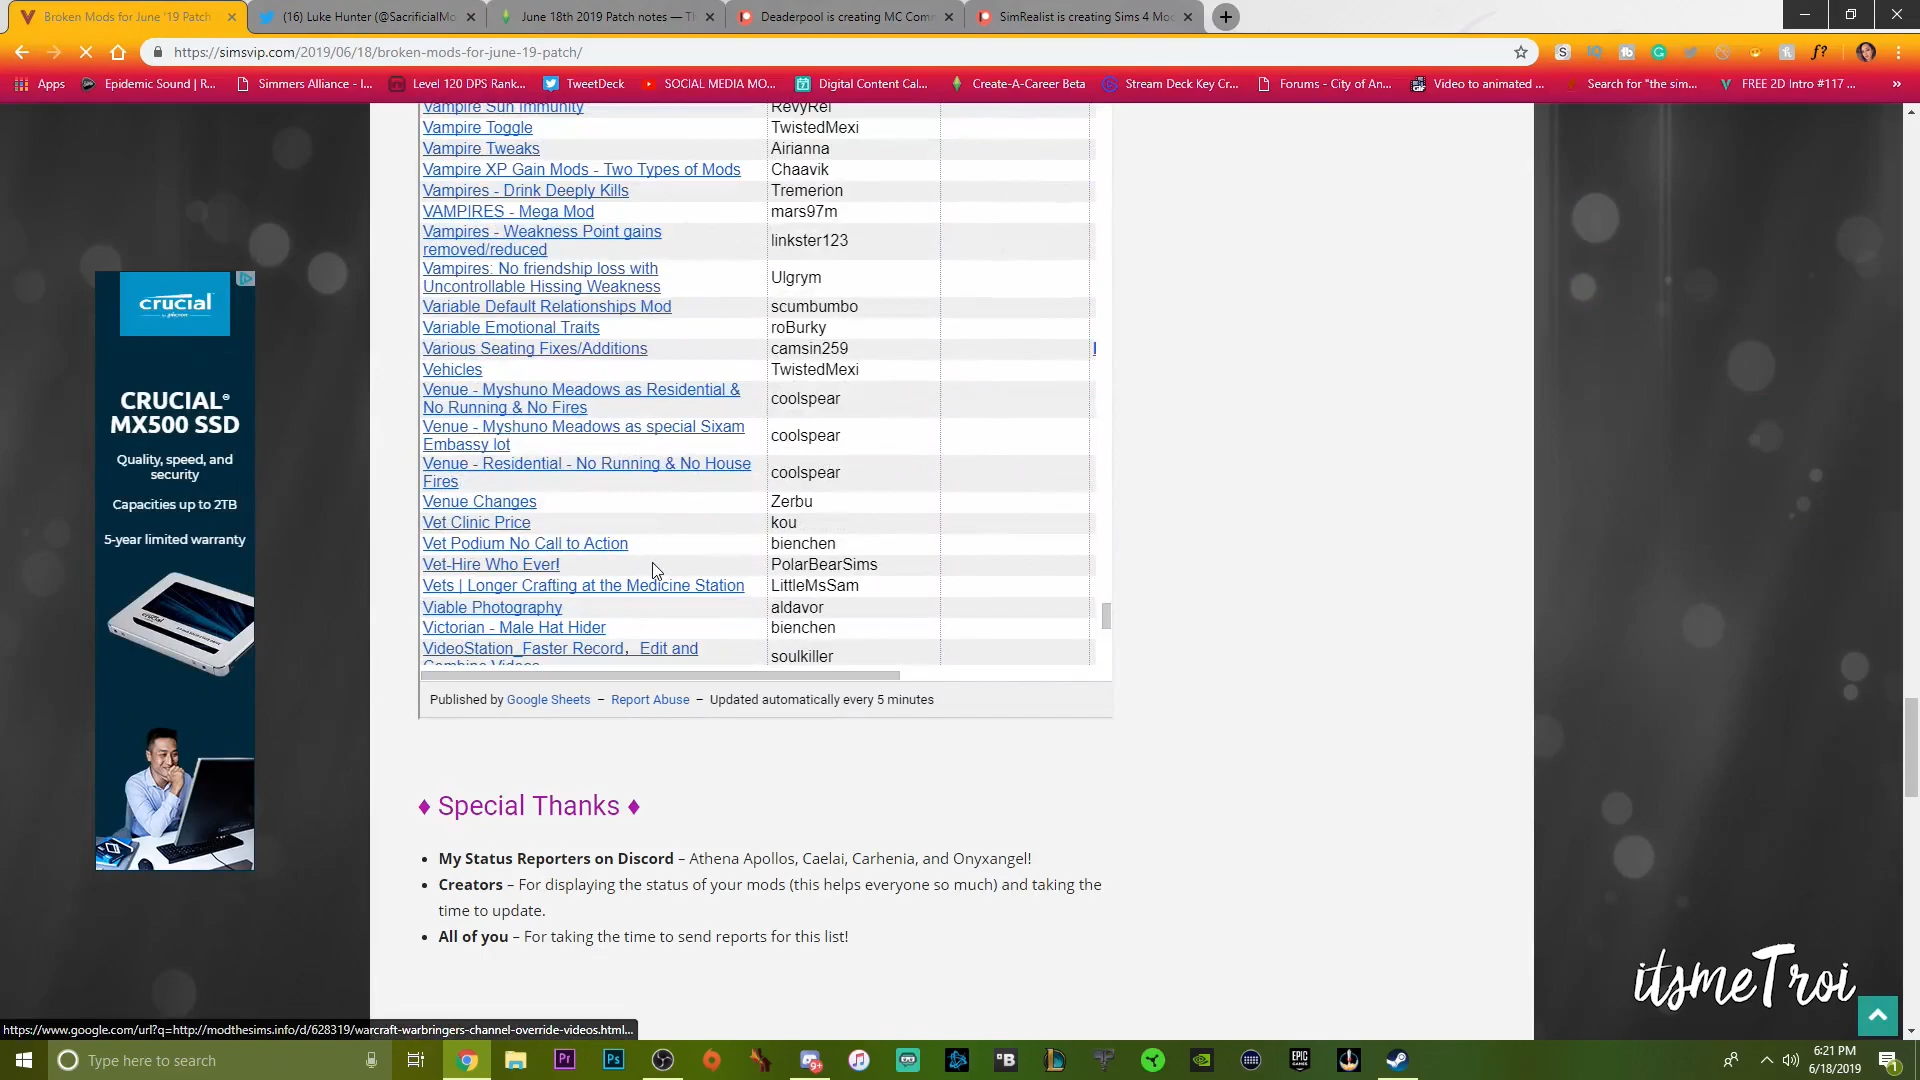 Broken Mods for June '19 Patch
(16) Luke Hunter (@SacrificialMo
June 18th 2019 Patch notes — Th
Deaderpool is creating MC Comm
SimRealist is creating Sims 4 Mod
https://simsvip.com/2019/06/18/broken-mods-for-june-19-patch/
Apps
Epidemic Sound | R...
Simmers Alliance - I...
Level 120 DPS Rank...
TweetDeck
SOCIAL MEDIA MO...
Digital Content Cal...
Create-A-Career Beta
Stream Deck Key Cr...
Forums - City of An...
Video to animated ...
Search for "the sim...
FREE 2D Intro #117 ...
Vampire Sun Immunity RevyRei
Vampire Toggle TwistedMexi
Vampire Tweaks Airianna
Vampire XP Gain Mods - Two Types of Mods Chaavik
Vampires - Drink Deeply Kills Tremerion
VAMPIRES - Mega Mod mars97m
Vampires - Weakness Point gains
removed/reduced linkster123
Vampires: No friendship loss with
Uncontrollable Hissing Weakness Ulgrym
Variable Default Relationships Mod scumbumbo
Variable Emotional Traits roBurky
Various Seating Fixes/Additions camsin259
Vehicles TwistedMexi
Venue - Myshuno Meadows as Residential &
No Running & No Fires coolspear
Venue - Myshuno Meadows as special Sixam
Embassy lot coolspear
Venue - Residential - No Running & No House
Fires coolspear
Venue Changes Zerbu
Vet Clinic Price kou
Vet Podium No Call to Action bienchen
Vet-Hire Who Ever! PolarBearSims
Vets | Longer Crafting at the Medicine Station LittleMsSam
Viable Photography aldavor
Victorian - Male Hat Hider bienchen
VideoStation_Faster Record，Edit and
Combine Videos soulkiller
Published by Google Sheets – Report Abuse – Updated automatically every 5 minutes
crucial
by Micron
CRUCIAL®
MX500 SSD
Quality, speed, and
security
Capacities up to 2TB
5-year limited warranty
♦ Special Thanks ♦
• My Status Reporters on Discord – Athena Apollos, Caelai, Carhenia, and Onyxangel!
• Creators – For displaying the status of your mods (this helps everyone so much) and taking the
time to update.
• All of you – For taking the time to send reports for this list!
itsmeTroi
https://www.google.com/url?q=http://modthesims.info/d/628319/warcraft-warbringers-channel-override-videos.html...
Type here to search
6:21 PM
6/18/2019